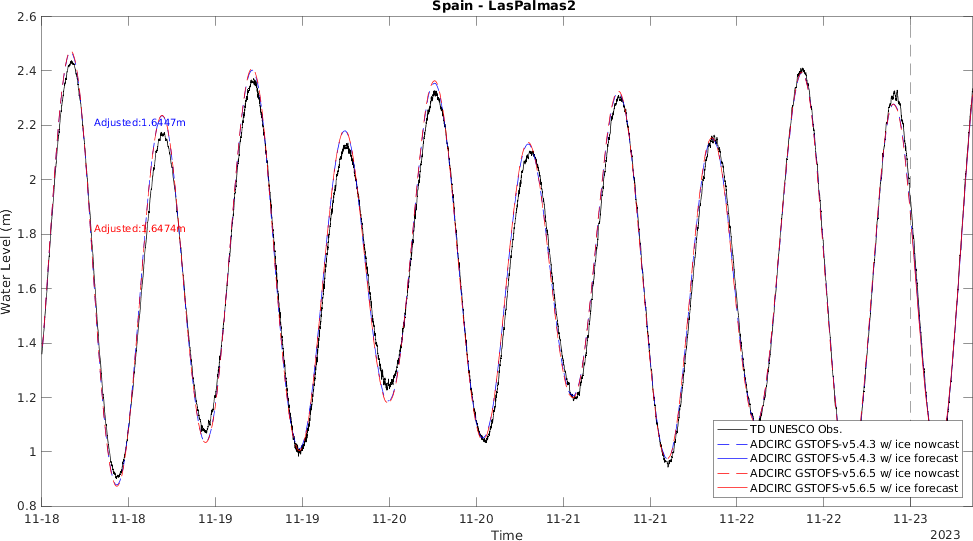 Spain - LasPalmas2
2.6
2.4
2.2
2
1.8
1.6
1.4
1.2
1
0.8
Water Level (m)
Adjusted:1.6447m
Adjusted:1.6474m
TD UNESCO Obs.
ADCIRC GSTOFS-v5.4.3 w/ ice nowcast
ADCIRC GSTOFS-v5.4.3 w/ ice forecast
ADCIRC GSTOFS-v5.6.5 w/ ice nowcast
ADCIRC GSTOFS-v5.6.5 w/ ice forecast
11-18 11-18 11-19 11-19 11-20 11-20 11-21 11-21 11-22 11-22 11-23
Time
2023